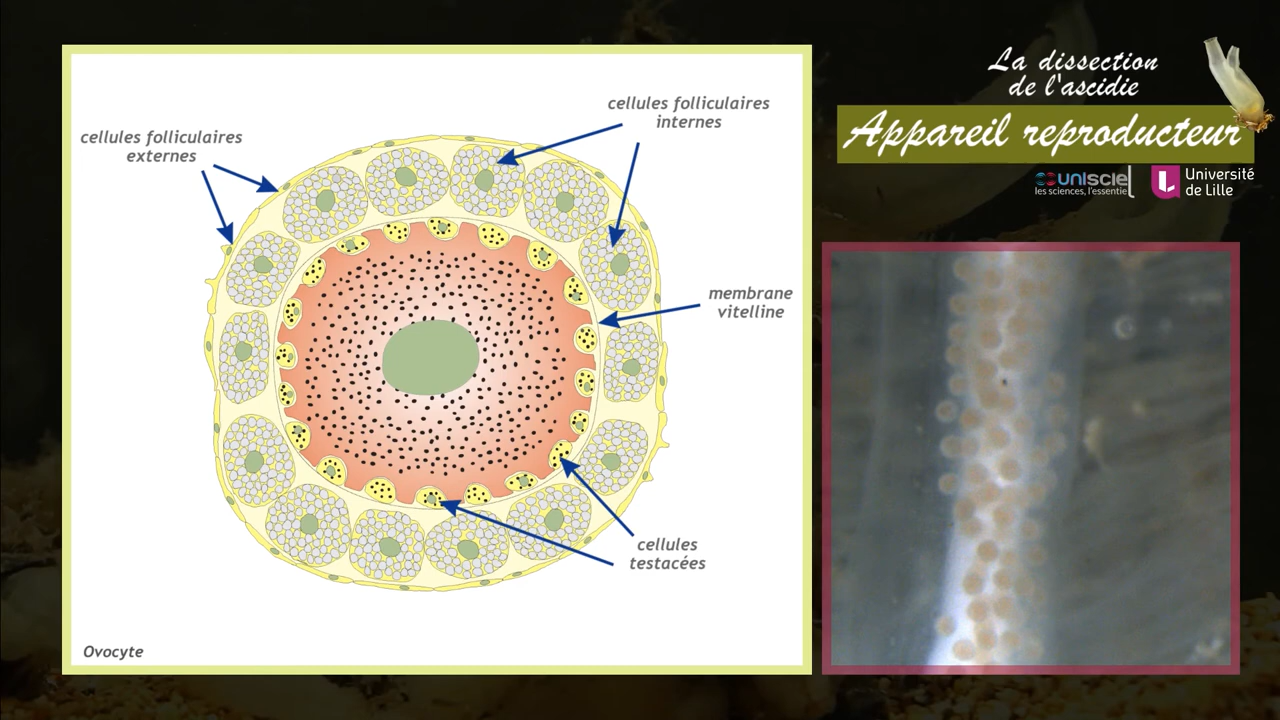 La dissection
de l'ascidie
Appareil reproducteur
unisciel
les sciences, l'essentiel
Université
de Lille
cellules folliculaires
externes
cellules folliculaires
internes
membrane
vitelline
cellules
testacées
Ovocyte